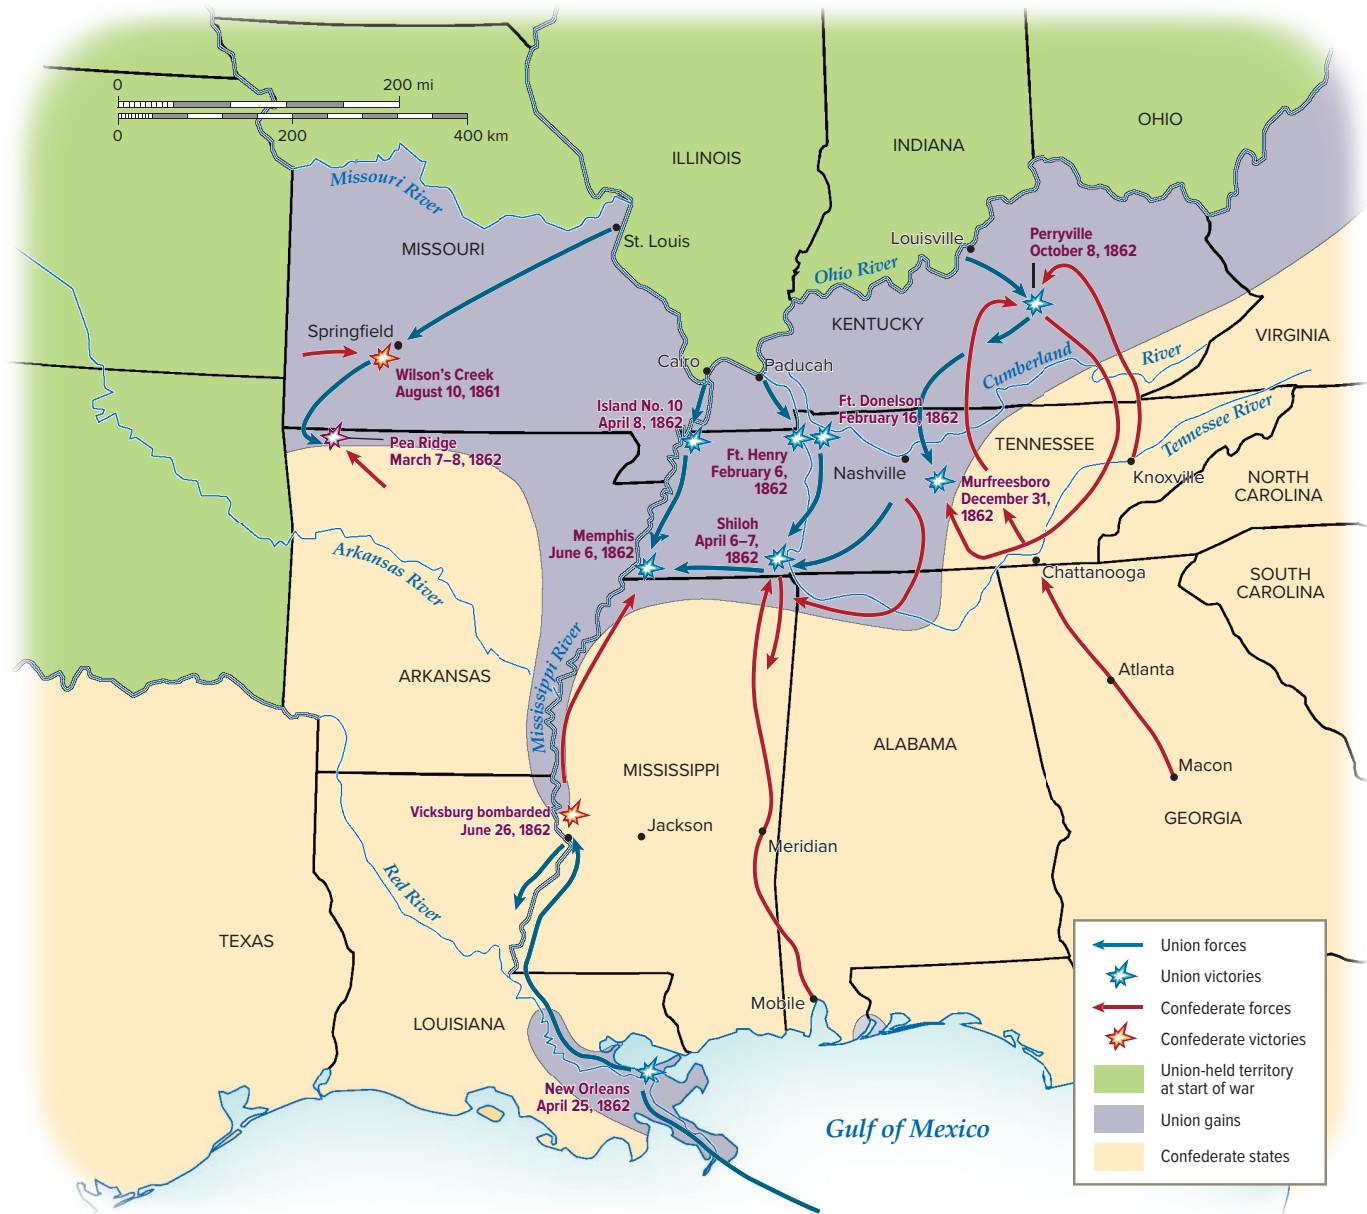 0
200 mi
0
200
400 km
OHIO
INDIANA
ILLINOIS
Missouri River
MISSOURI
St. Louis
Louisville
Perryville
October 8, 1862
Ohio River
KENTUCKY
VIRGINIA
Springfield
Wilson's Creek
August 10, 1861
Cairo
Paducah
Cumberland
River
Island No. 10
April 8, 1862
Ft. Donelson
February 16, 1862
Tennessee River
Pea Ridge
March 7–8, 1862
Ft. Henry
February 6,
1862
Nashville
TENNESSEE
Murfreesboro
December 31,
1862
Knoxville
NORTH
CAROLINA
Memphis
June 6, 1862
Shiloh
April 6–7,
1862
Arkansas River
Chattanooga
SOUTH
CAROLINA
ARKANSAS
Mississippi River
Atlanta
ALABAMA
MISSISSIPPI
Macon
GEORGIA
Vicksburg bombarded
June 26, 1862
Jackson
Meridian
Red River
TEXAS
LOUISIANA
Mobile
New Orleans
April 25, 1862
Gulf of Mexico
Union forces
Union victories
Confederate forces
Confederate victories
Union-held territory
at start of war
Union gains
Confederate states